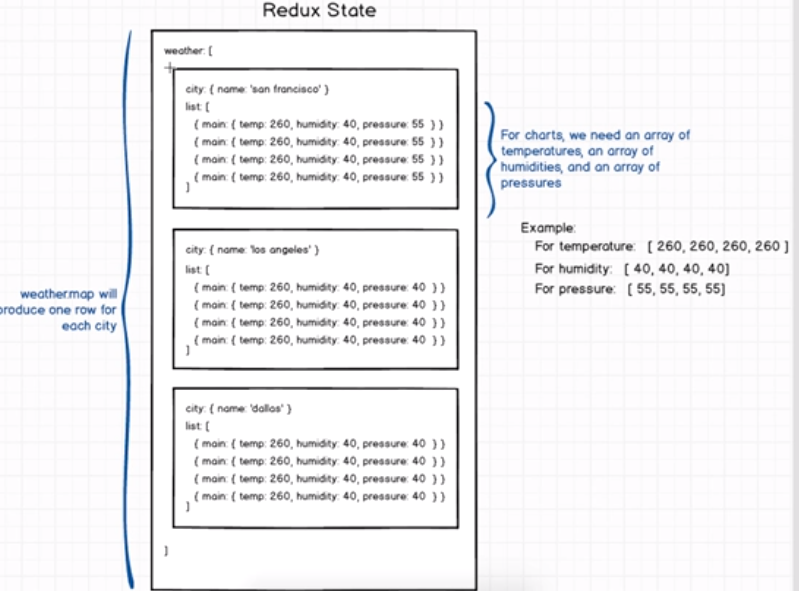 Redux State
weather: [
city: { name: 'san francisco' }
list: [
{ main: { temp: 260, humidity: 40, pressure: 55 } }
{ main: { temp: 260, humidity: 40, pressure: 55 } }
{ main: { temp: 260, humidity: 40, pressure: 55 } }
{ main: { temp: 260, humidity: 40, pressure: 55 } }
]
city: { name: 'los angeles' }
list: [
{ main: { temp: 260, humidity: 40, pressure: 40 } }
{ main: { temp: 260, humidity: 40, pressure: 40 } }
{ main: { temp: 260, humidity: 40, pressure: 40 } }
{ main: { temp: 260, humidity: 40, pressure: 40 } }
]
city: { name: 'dallas' }
list: [
{ main: { temp: 260, humidity: 40, pressure: 40 } }
{ main: { temp: 260, humidity: 40, pressure: 40 } }
{ main: { temp: 260, humidity: 40, pressure: 40 } }
{ main: { temp: 260, humidity: 40, pressure: 40 } }
]
]
weather.map will
produce one row for
each city
For charts, we need an array of
temperatures, an array of
humidities, and an array of
pressures
Example:
For temperature: [ 260, 260, 260, 260 ]
For humidity: [ 40, 40, 40, 40]
For pressure: [ 55, 55, 55, 55]